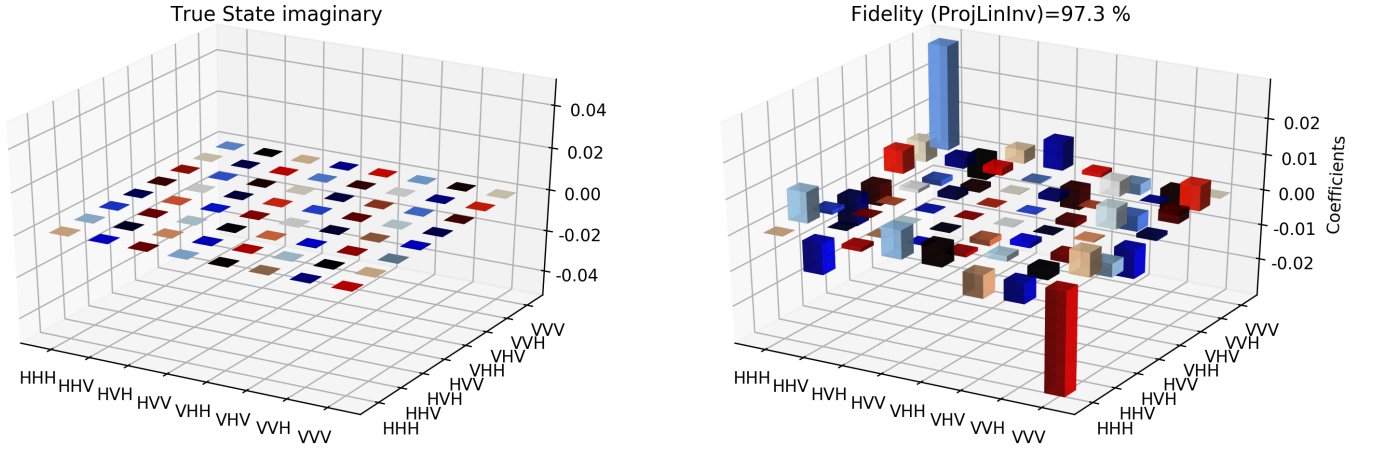 True State imaginary
0.04
0.02
0.00
-0.02
-0.04
HHH
HHV
HVH
HVV
VHH
VHV
VVH
VVV
HHH
HHV
HVH
HVV
VHH
VHV
VVH
VVV
Fidelity (ProjLinInv)=97.3 %
0.02
0.01
0.00
-0.01
-0.02
Coefficients
HHH
HHV
HVH
HVV
VHH
VHV
VVH
VVV
HHH
HHV
HVH
HVV
VHH
VHV
VVH
VVV